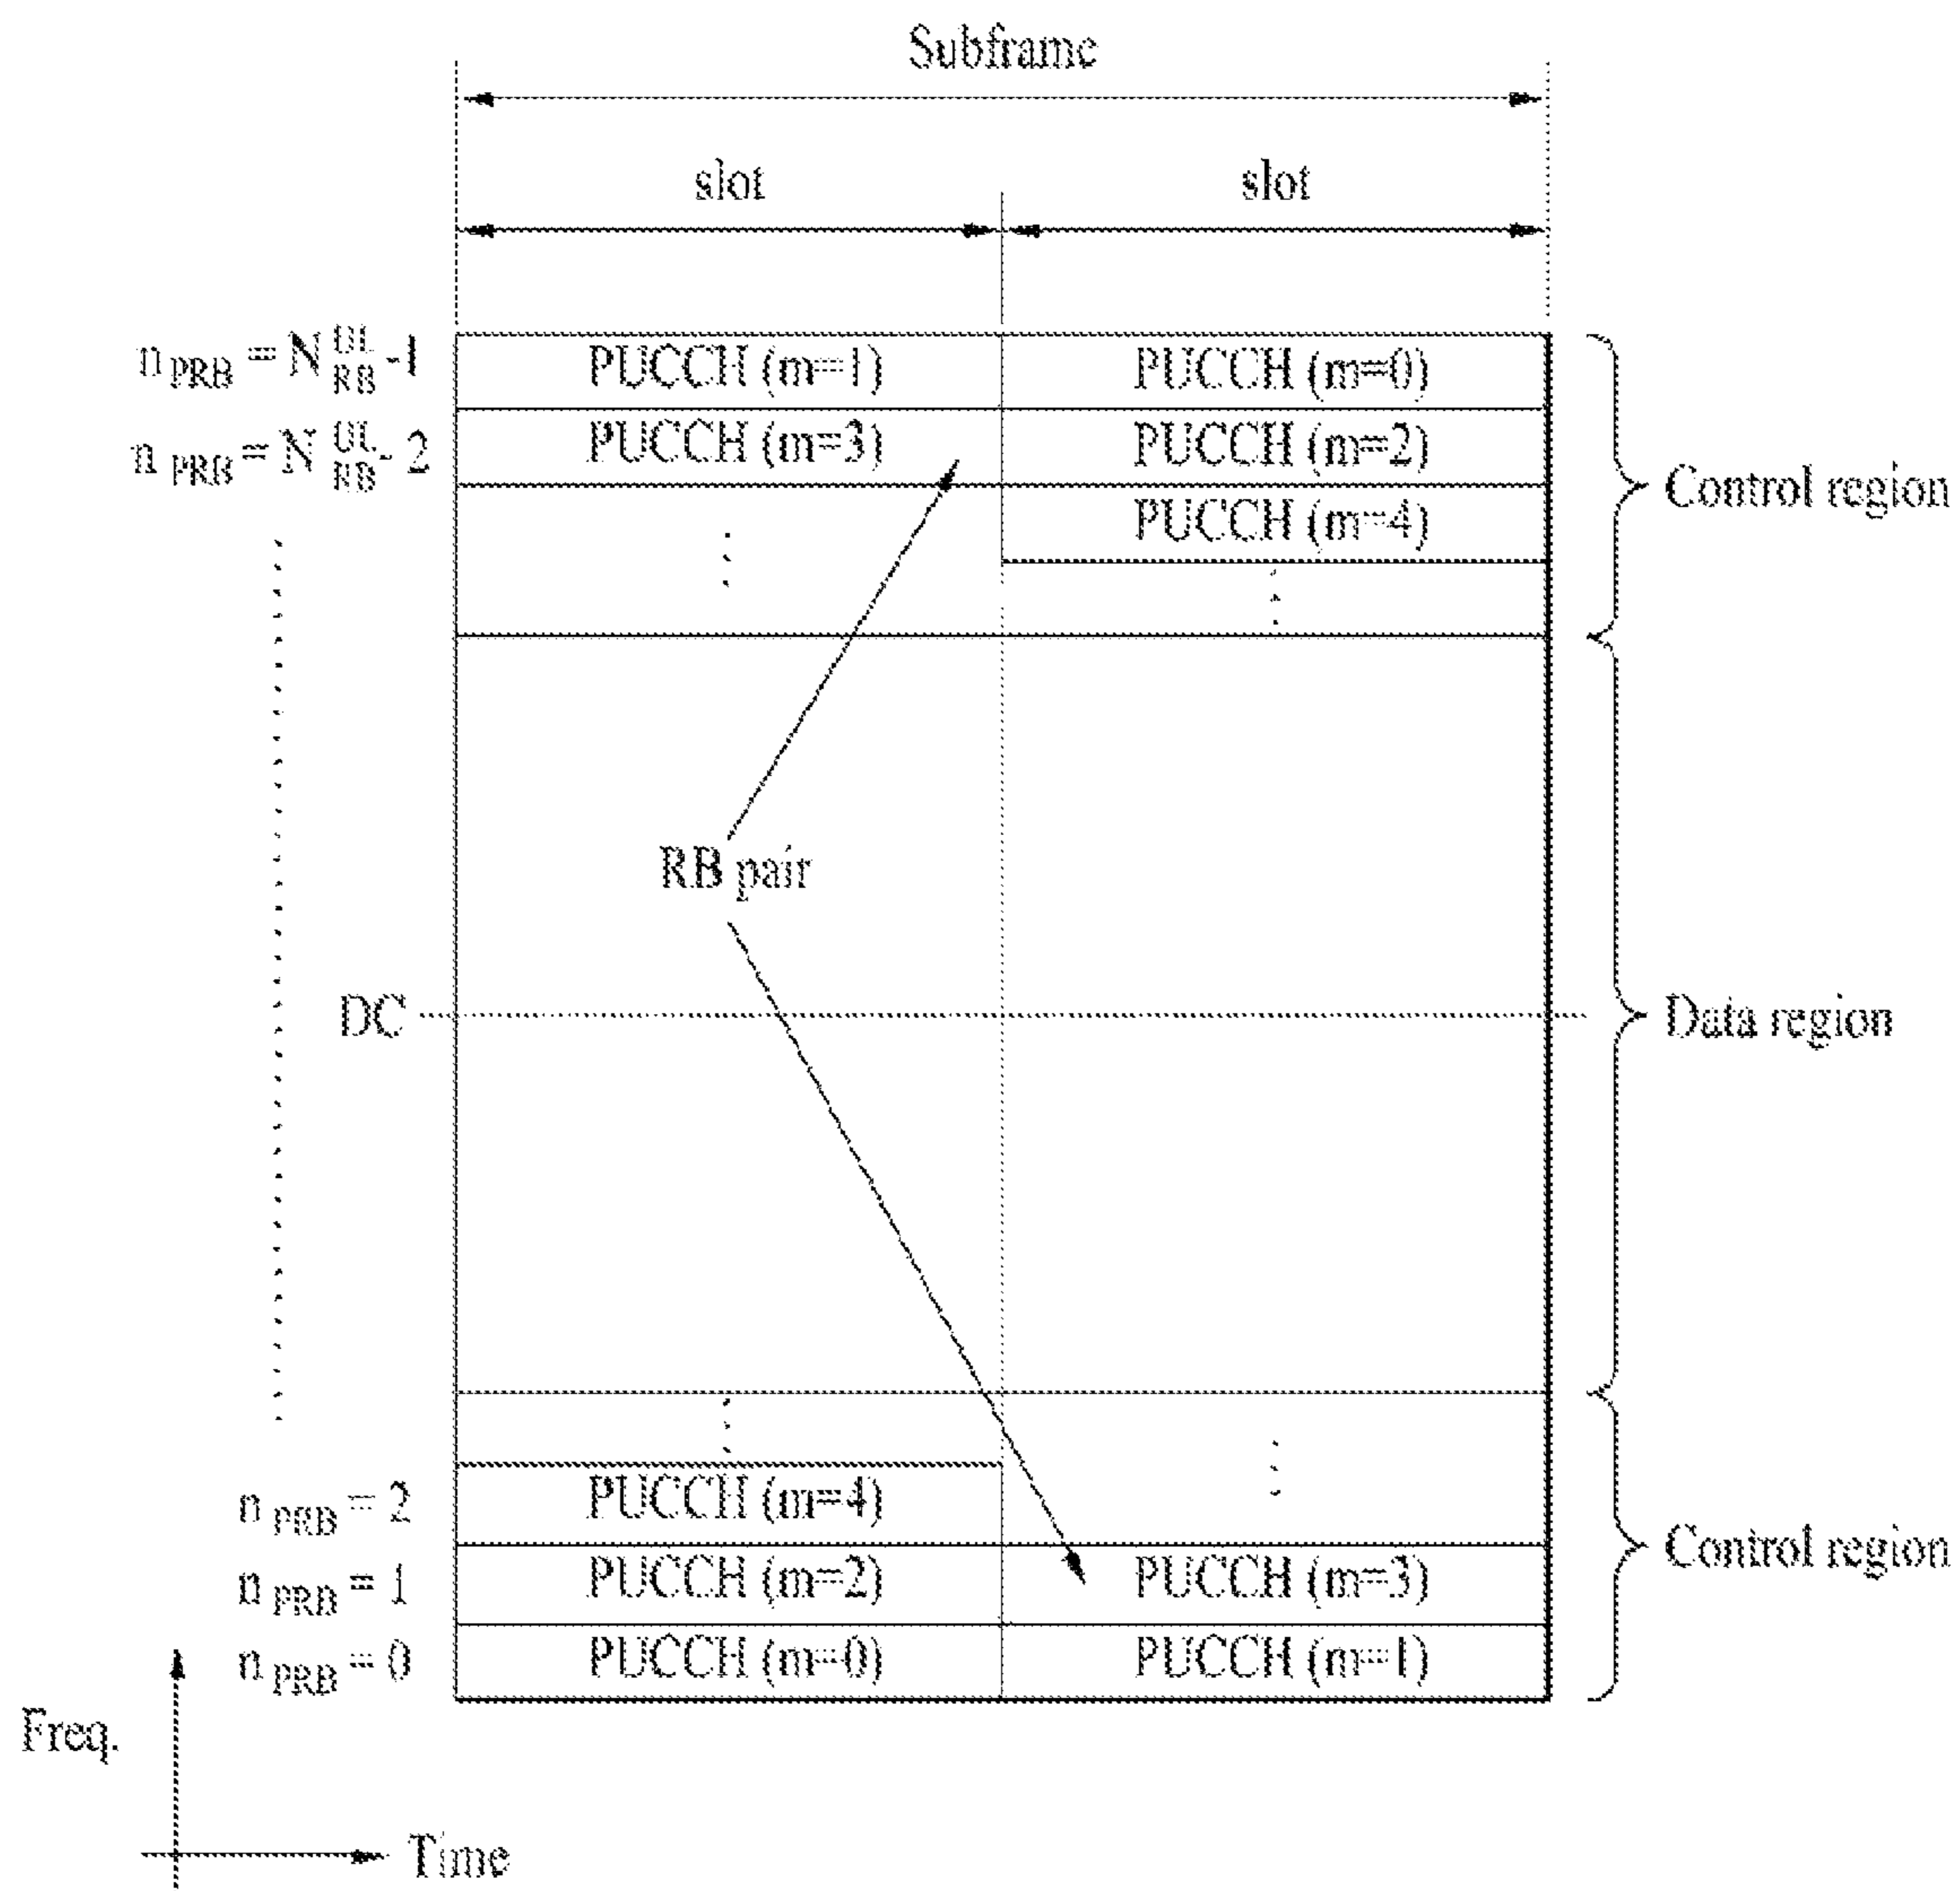 Subframe
slot slot
n PRB = N UL RB -1 PUCCH (m=1) PUCCH (m=0)
n PRB = N UL RB - 2 PUCCH (m=3) PUCCH (m=2)
PUCCH (m=4)
Control region
RB pair
DC
Data region
n PRB = 2 PUCCH (m=4)
n PRB = 1 PUCCH (m=2) PUCCH (m=3)
Control region
n PRB = 0 PUCCH (m=0) PUCCH (m=1)
Freq.
Time